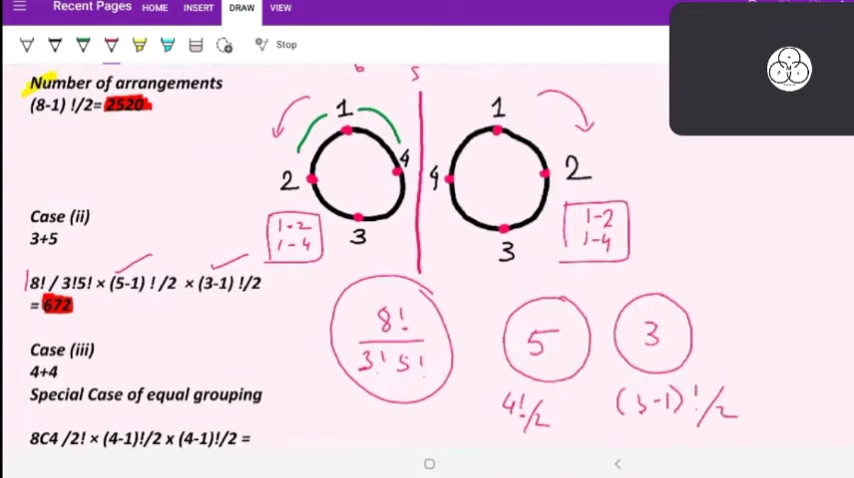 Recent Pages HOME INSERT DRAW VIEW
Stop
Number of arrangements
(8-1) !/2= 2520
6 5
1
2
4
3
1-2
1-4
1
2
4
3
1-2
1-4
Case (ii)
3+5
8! / 3!5! × (5-1) ! /2 × (3-1) !/2
= 672
8!
3! 5!
5
3
4!/2
(3-1)!/2
Case (iii)
4+4
Special Case of equal grouping
8C4 /2! × (4-1)!/2 x (4-1)!/2 =